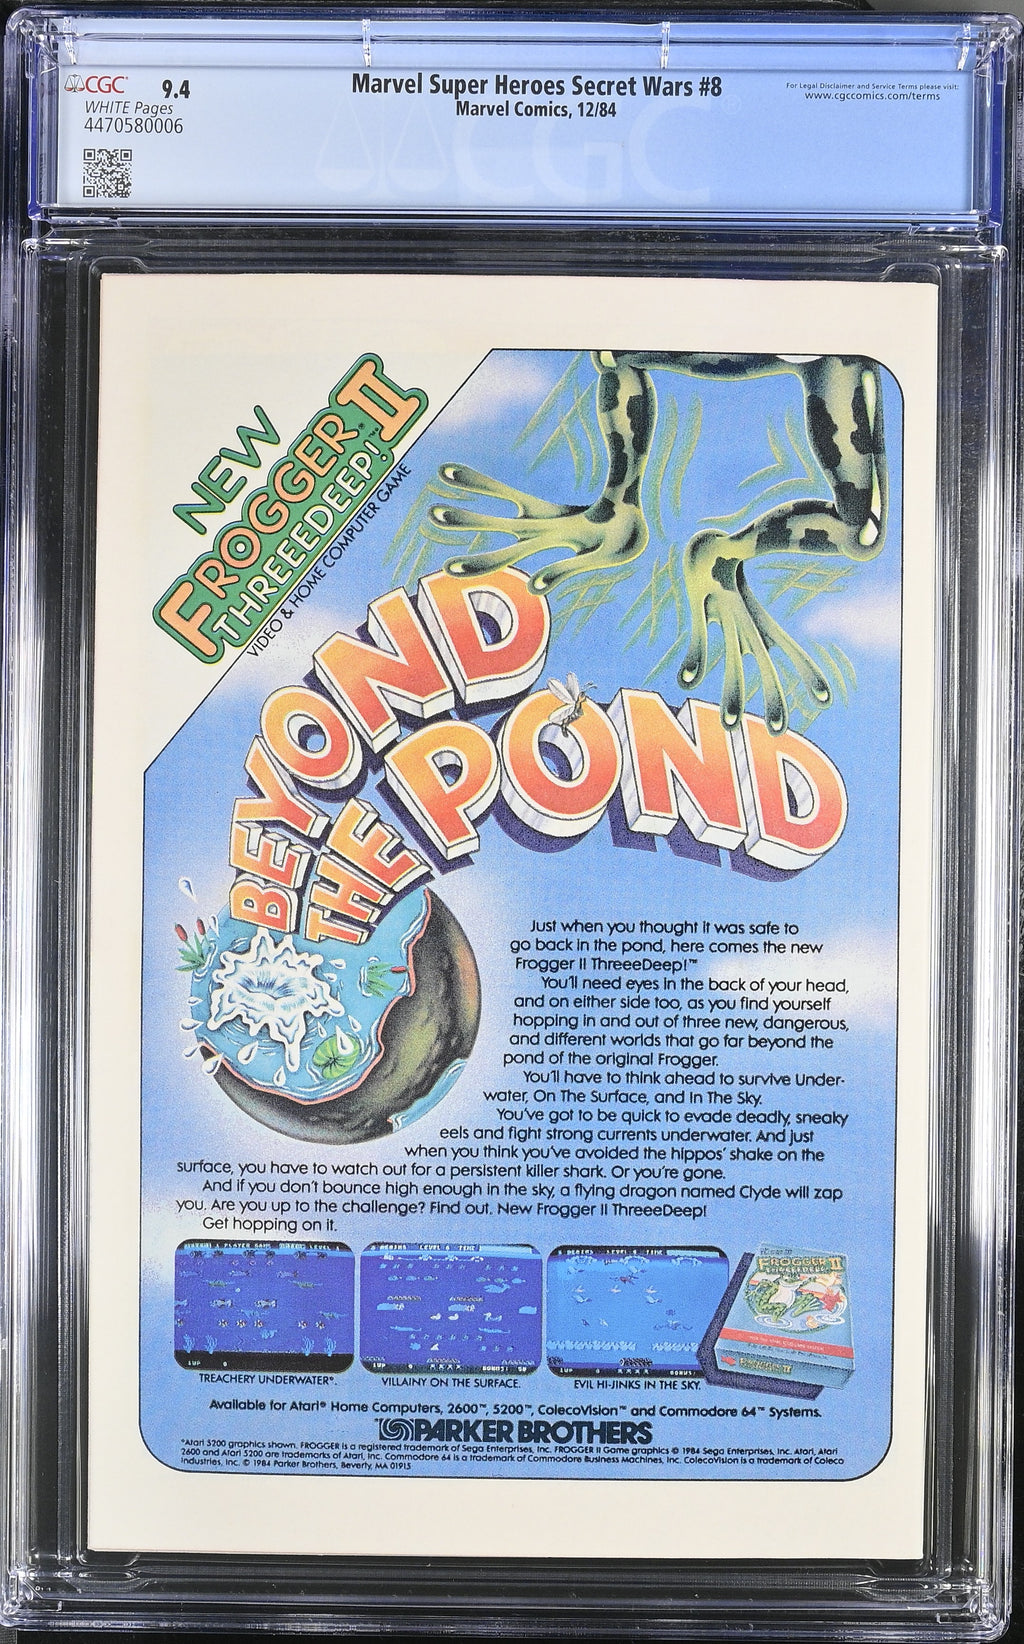 CGC 9.4
WHITE Pages
4470580006
Marvel Super Heroes Secret Wars #8
Marvel Comics, 12/84
For Legal Disclaimer and Service Terms please visit:
www.cgccomics.com/terms
CGC
NEW
FROGGER II
THREEEDEEP!™
VIDEO & HOME COMPUTER GAME
BEYOND
THE POND
Just when you thought it was safe to
go back in the pond, here comes the new
Frogger II ThreeeDeep!™
You'll need eyes in the back of your head,
and on either side too, as you find yourself
hopping in and out of three new, dangerous,
and different worlds that go far beyond the
pond of the original Frogger.
You'll have to think ahead to survive Under-
water, On The Surface, and In The Sky.
You've got to be quick to evade deadly, sneaky
eels and fight strong currents underwater. And just
when you think you've avoided the hippos' shake on the
surface, you have to watch out for a persistent killer shark. Or you're gone.
And if you don't bounce high enough in the sky, a flying dragon named Clyde will zap
you. Are you up to the challenge? Find out. New Frogger II ThreeeDeep!
Get hopping on it.
1UP 0
FROGGER II
TREACHERY UNDERWATER*.
VILLAINY ON THE SURFACE.
EVIL HI-JINKS IN THE SKY.
Available for Atari® Home Computers, 2600™, 5200™, ColecoVision™ and Commodore 64™ Systems.
PARKER BROTHERS
*Atari 5200 graphics shown. FROGGER is a registered trademark of Sega Enterprises, Inc. FROGGER II Game graphics © 1984 Sega Enterprises, Inc. Atari, Atari
2600 and Atari 5200 are trademarks of Atari, Inc. Commodore 64 is a trademark of Commodore Business Machines, Inc. ColecoVision is a trademark of Coleco
Industries, Inc. © 1984 Parker Brothers, Beverly, MA 01915